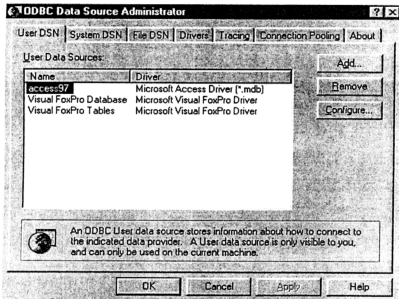 ODBC Data Source Administrator
User DSN System DSN File DSN Drivers Tracing Connection Pooling About
User Data Sources:
Name Driver
access97 Microsoft Access Driver (*.mdb)
Visual FoxPro Database Microsoft Visual FoxPro Driver
Visual FoxPro Tables Microsoft Visual FoxPro Driver
Add...
Remove
Configure...
An ODBC User data source stores information about how to connect to
the indicated data provider. A User data source is only visible to you,
and can only be used on the current machine.
OK Cancel Apply Help